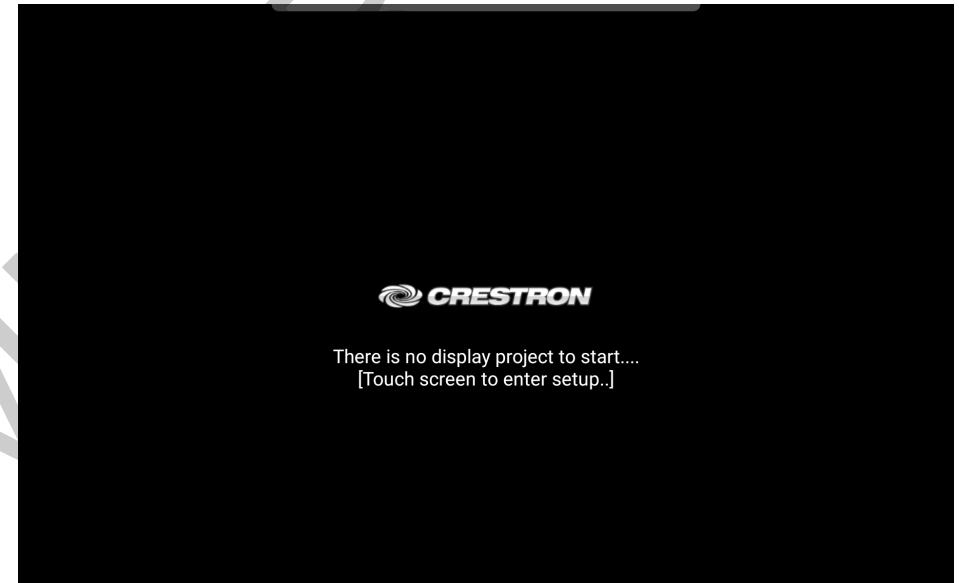 CRESTRON
There is no display project to start....
[Touch screen to enter setup..]